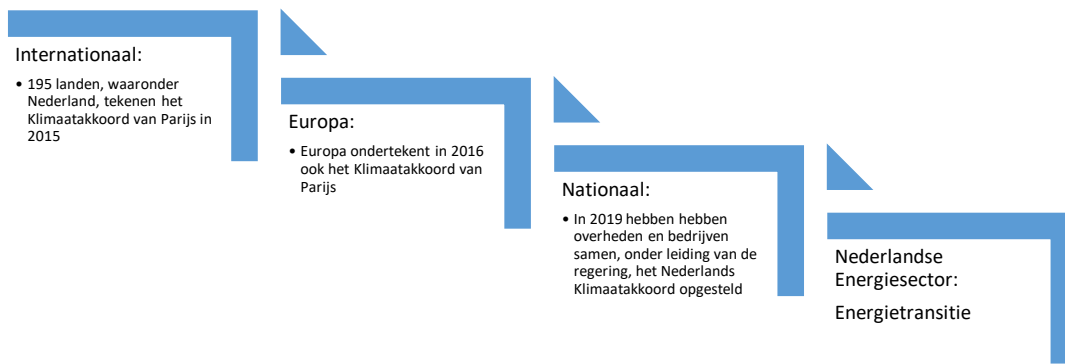 Internationaal:
• 195 landen, waaronder
Nederland, tekenen het
Klimaatakkoord van Parijs in
2015
Europa:
• Europa ondertekent in 2016
ook het Klimaatakkoord van
Parijs
Nationaal:
• In 2019 hebben hebben
overheden en bedrijven
samen, onder leiding van de
regering, het Nederlands
Klimaatakkoord opgesteld
Nederlandse
Energiesector:
Energietransitie